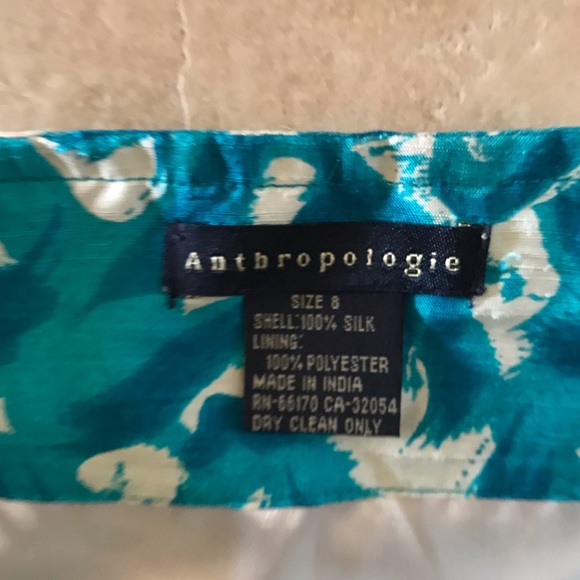 Anthropologie
SIZE 8
SHELL:100% SILK
LINING:
100% POLYESTER
MADE IN INDIA
RN-66170 CA-32054
DRY CLEAN ONLY